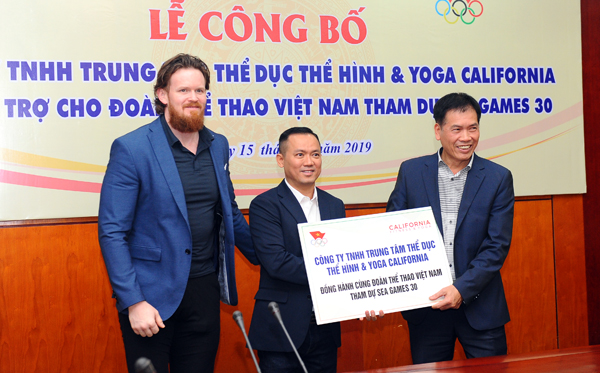 LỄ CÔNG BỐ
TNHH TRUNG THỂ DỤC THỂ HÌNH & YOGA CALIFORNIA
TRỢ CHO ĐOÀN THỂ THAO VIỆT NAM THAM DỰ SEA GAMES 30
15 2019
CALIFORNIA
CÔNG TY TNHH TRUNG TÂM THỂ DỤC
THỂ HÌNH & YOGA CALIFORNIA
ĐỒNG HÀNH CÙNG ĐOÀN THỂ THAO VIỆT NAM
THAM DỰ SEA GAMES 30